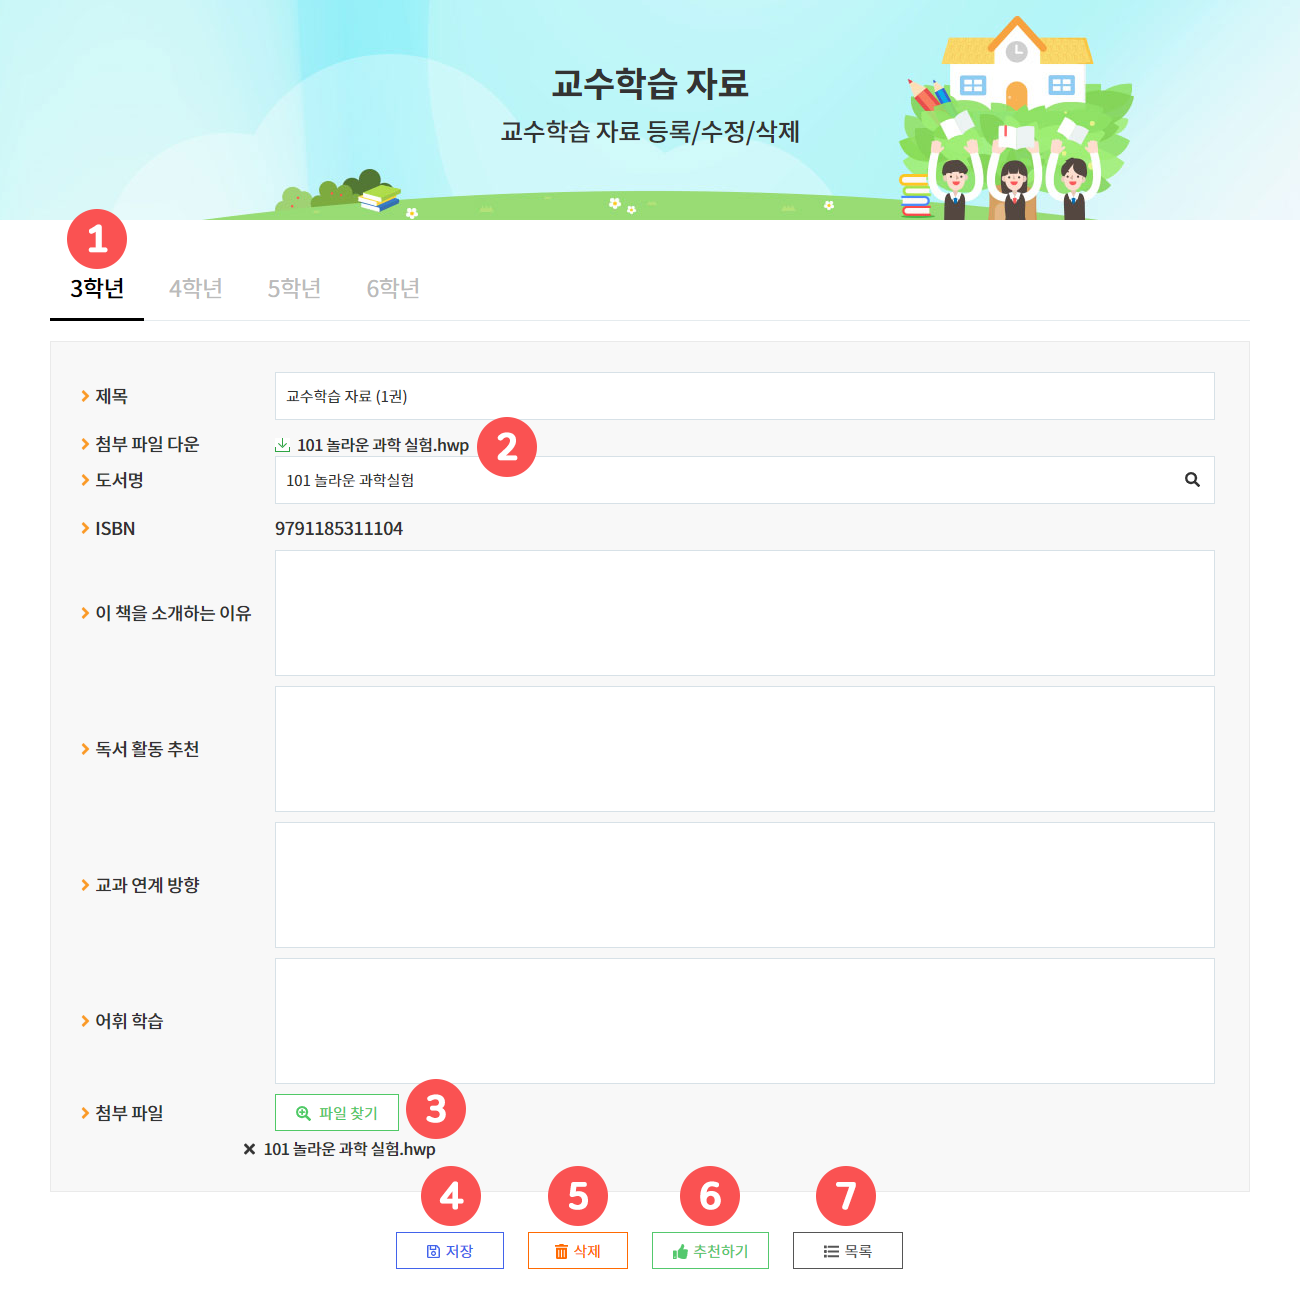 교수학습 자료
교수학습 자료 등록/수정/삭제
1
3학년 4학년 5학년 6학년
제목 교수학습 자료 (1권)
첨부 파일 다운 101 놀라운 과학 실험.hwp 2
도서명 101 놀라운 과학실험
ISBN 9791185311104
이 책을 소개하는 이유
독서 활동 추천
교과 연계 방향
어휘 학습
첨부 파일 파일 찾기 3
101 놀라운 과학 실험.hwp
4 5 6 7
저장 삭제 추천하기 목록